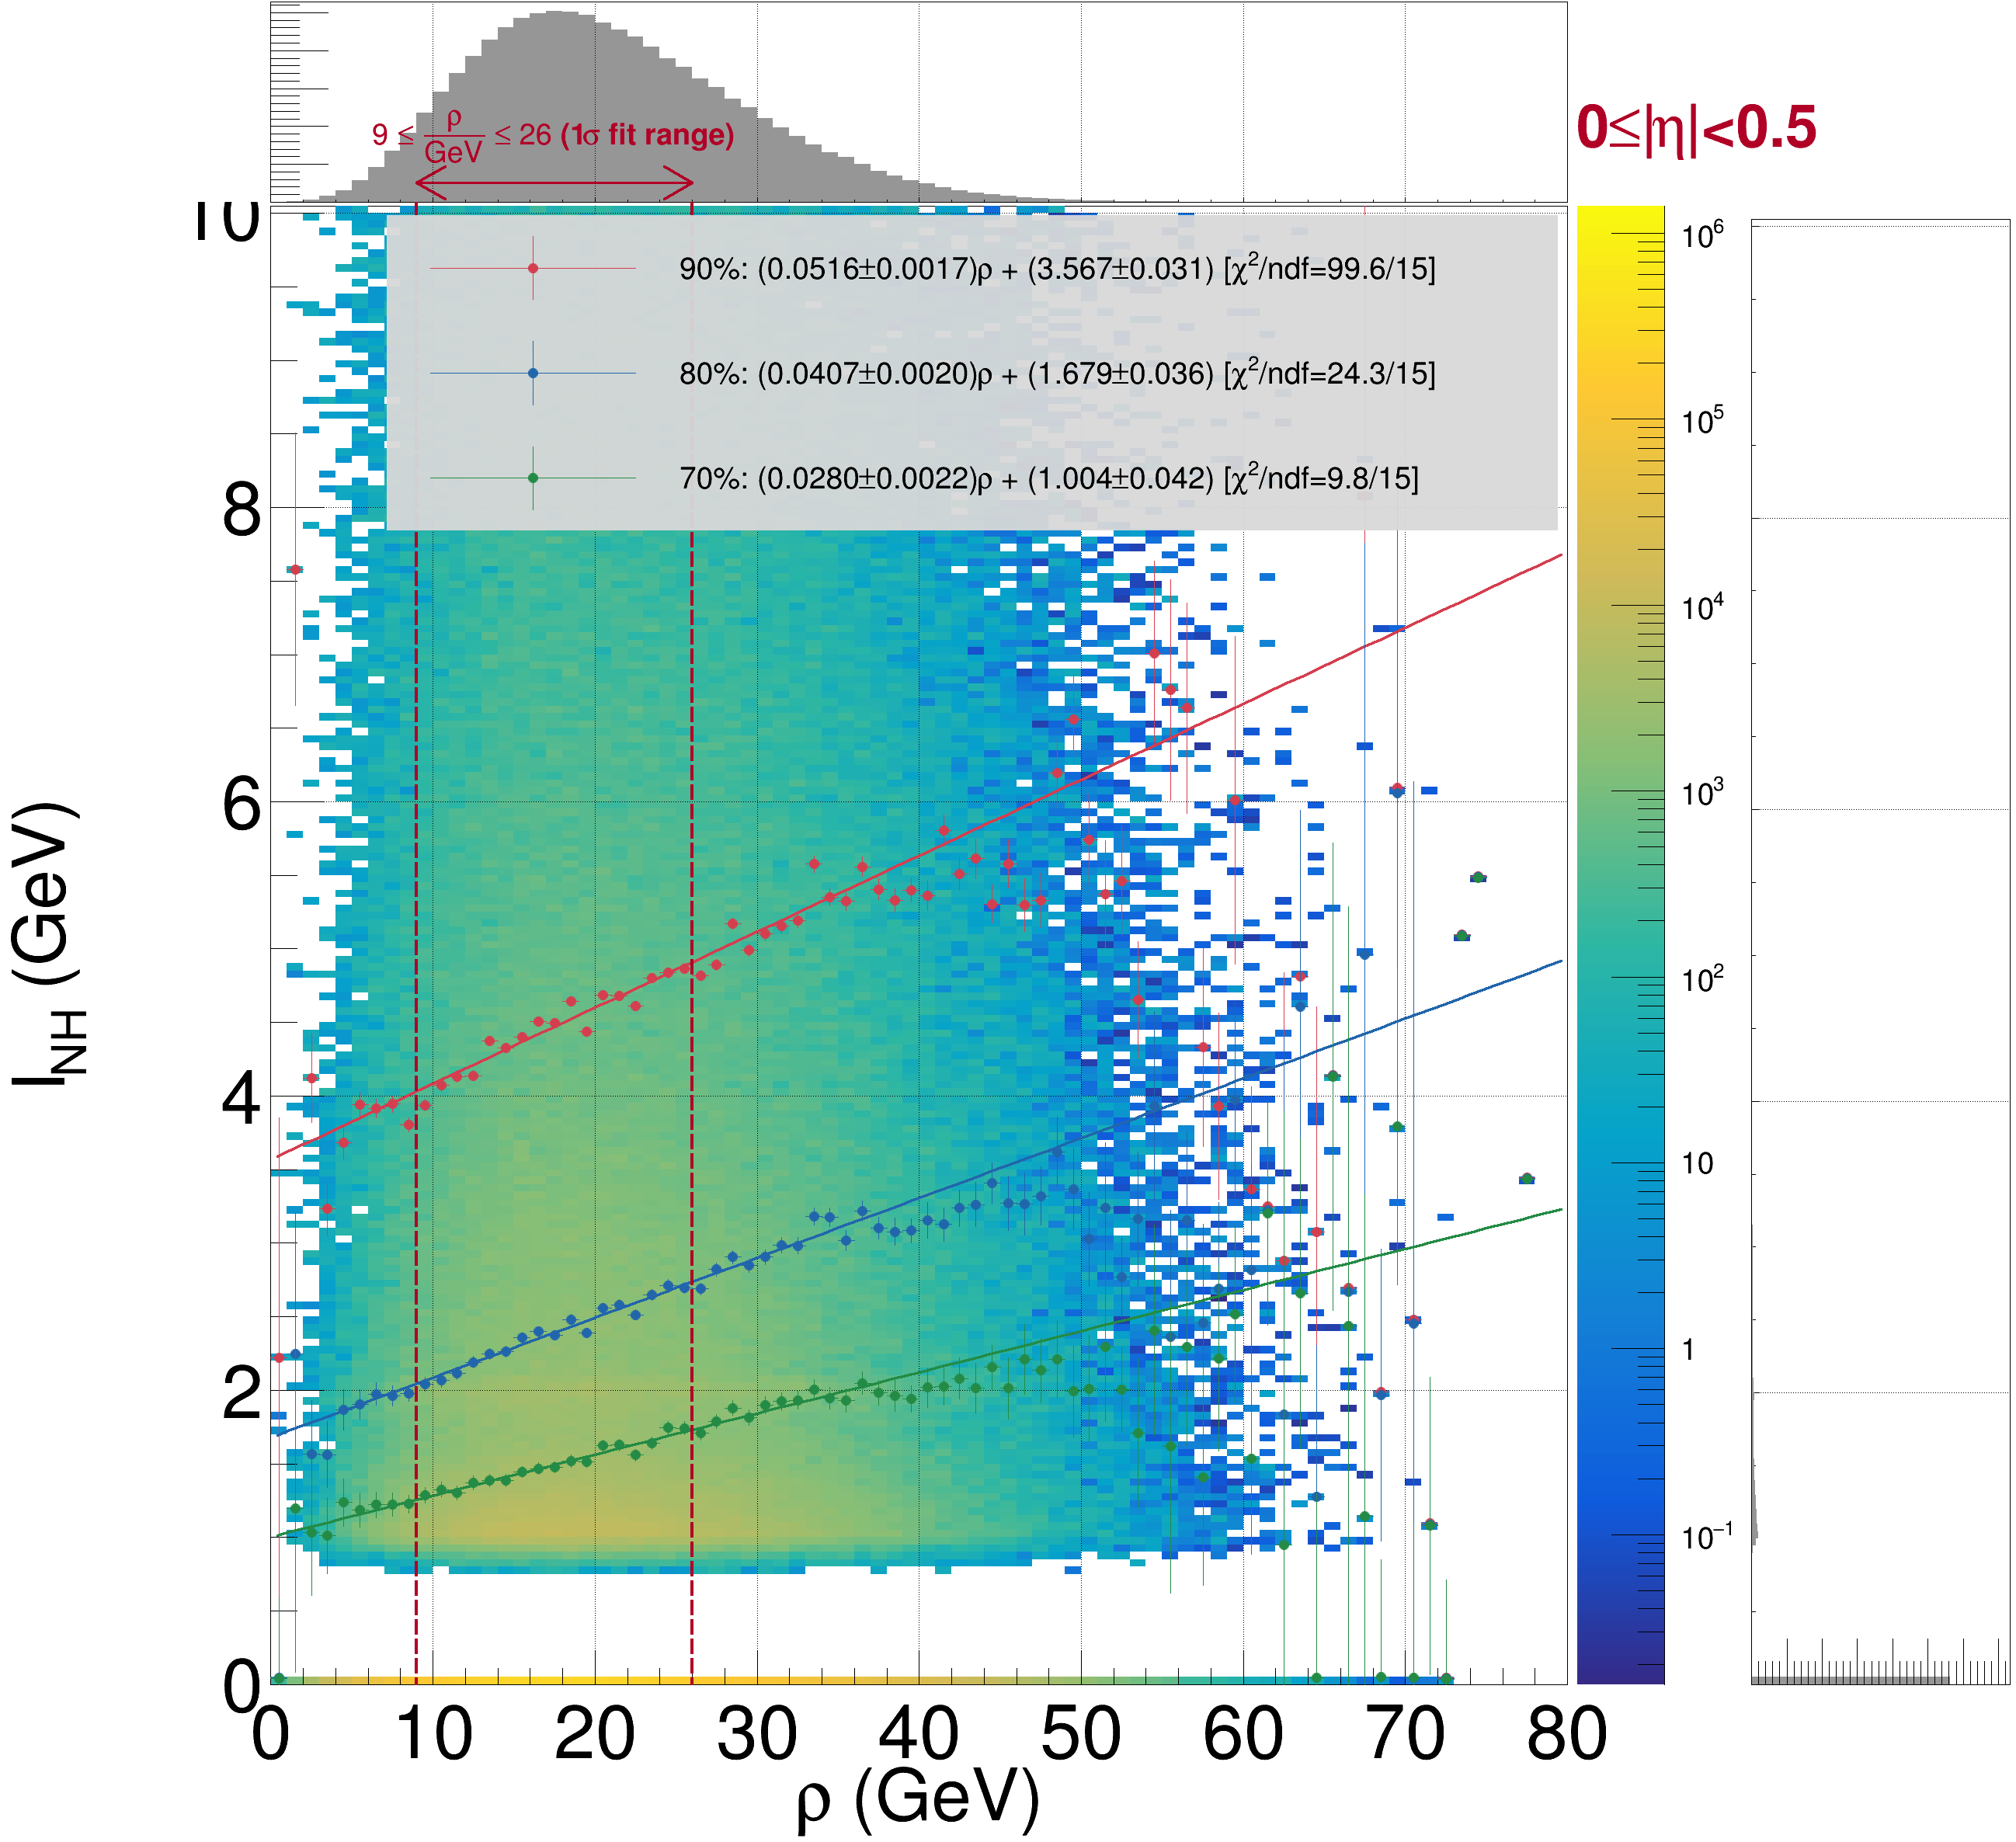 9 ≤ ρ/GeV ≤ 26 (1σ fit range)
0≤|η|<0.5
90%: (0.0516±0.0017)ρ + (3.567±0.031) [χ²/ndf=99.6/15]
80%: (0.0407±0.0020)ρ + (1.679±0.036) [χ²/ndf=24.3/15]
70%: (0.0280±0.0022)ρ + (1.004±0.042) [χ²/ndf=9.8/15]
I_NH (GeV)
10
8
6
4
2
0
0 10 20 30 40 50 60 70 80
ρ (GeV)
10⁶
10⁵
10⁴
10³
10²
10
1
10⁻¹